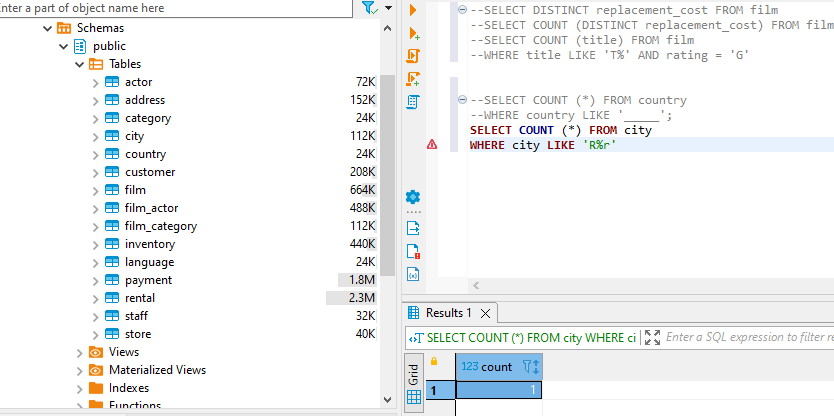 Enter a part of object name here
Schemas
public
Tables
actor 72K
address 152K
category 24K
city 112K
country 24K
customer 208K
film 664K
film_actor 488K
film_category 112K
inventory 440K
language 24K
payment 1.8M
rental 2.3M
staff 32K
store 40K
Views
Materialized Views
Indexes
Functions
--SELECT DISTINCT replacement_cost FROM film
--SELECT COUNT (DISTINCT replacement_cost) FROM film
--SELECT COUNT (title) FROM film
--WHERE title LIKE 'T%' AND rating = 'G'
--SELECT COUNT (*) FROM country
--WHERE country LIKE '_____';
SELECT COUNT (*) FROM city
WHERE city LIKE 'R%r'
Results 1
SELECT COUNT (*) FROM city WHERE ci
Enter a SQL expression to filter re
Grid
123 count
1 1